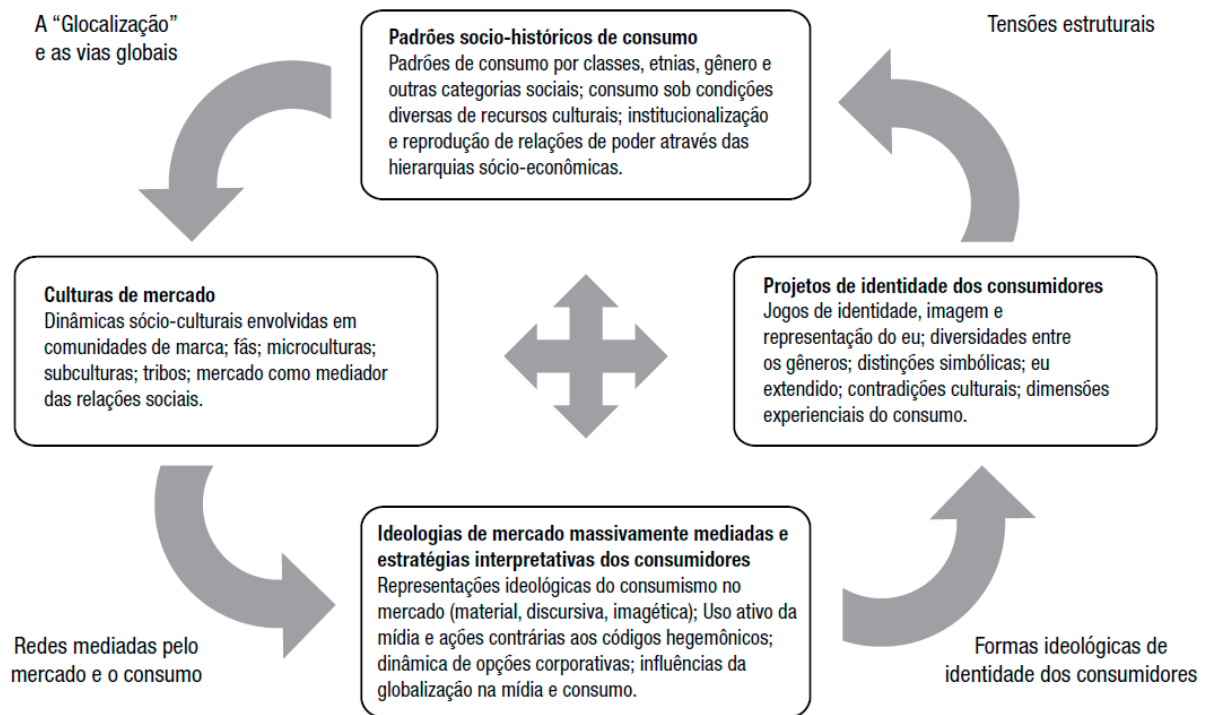 A “Glocalização”
e as vias globais
Padrões socio-históricos de consumo
Padrões de consumo por classes, etnias, gênero e
outras categorias sociais; consumo sob condições
diversas de recursos culturais; institucionalização
e reprodução de relações de poder através das
hierarquias sócio-econômicas.
Tensões estruturais
Culturas de mercado
Dinâmicas sócio-culturais envolvidas em
comunidades de marca; fãs; microculturas;
subculturas; tribos; mercado como mediador
das relações sociais.
Projetos de identidade dos consumidores
Jogos de identidade, imagem e
representação do eu; diversidades entre
os gêneros; distinções simbólicas; eu
extendido; contradições culturais; dimensões
experienciais do consumo.
Ideologias de mercado massivamente mediadas e
estratégias interpretativas dos consumidores
Representações ideológicas do consumismo no
mercado (material, discursiva, imagética); Uso ativo da
mídia e ações contrárias aos códigos hegemônicos;
dinâmica de opções corporativas; influências da
globalização na mídia e consumo.
Redes mediadas pelo
mercado e o consumo
Formas ideológicas de
identidade dos consumidores